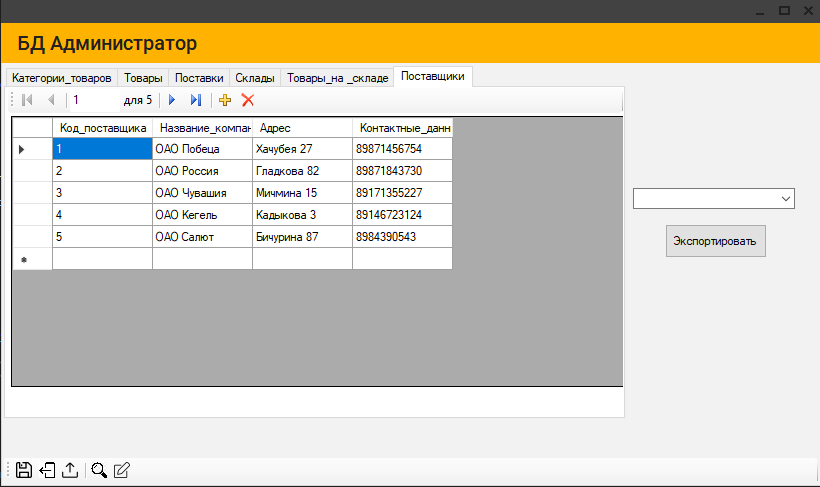 БД Администратор
Категории_товаров Товары Поставки Склады Товары_на _складе Поставщики
1 для 5
Код_поставщика Название_компан Адрес Контактные_данн
1 ОАО Победа Хачубея 27 89871456754
2 ОАО Россия Гладкова 82 89871843730
3 ОАО Чувашия Мичмина 15 89171355227
4 ОАО Кегель Кадыкова 3 89146723124
5 ОАО Салют Бичурина 87 8984390543
Экспортировать